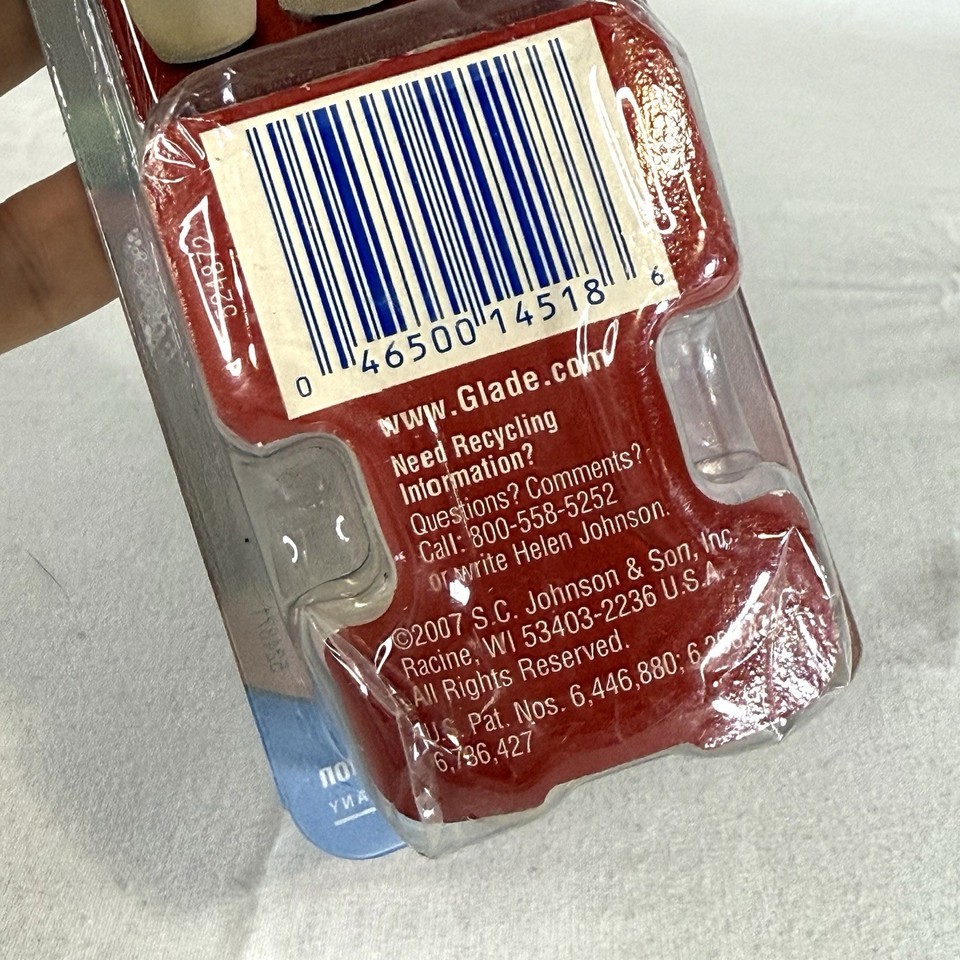 0 46500 14518 6
www.Glade.com
Need Recycling
Information?
Questions? Comments?
Call: 800-558-5252
or write Helen Johnson.
©2007 S.C. Johnson & Son, Inc.
Racine, WI 53403-2236 U.S.A.
All Rights Reserved.
U.S. Pat. Nos. 6,446,880;
6,786,427